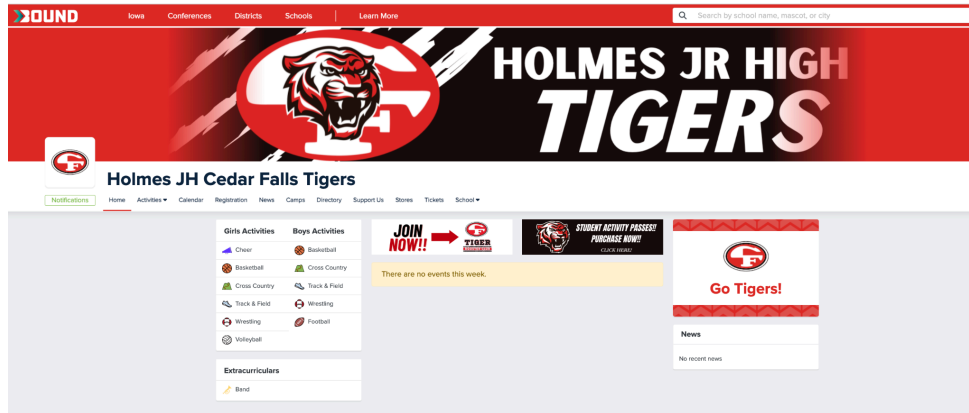 BOUND
Iowa Conferences Districts Schools Learn More
Search by school name, mascot, or city
HOLMES JR HIGH
TIGERS
Holmes JH Cedar Falls Tigers
Notifications Home Activities Calendar Registration News Camps Directory Support Us Stores Tickets School
Girls Activities Boys Activities
Cheer Basketball
Basketball Cross Country
Cross Country Track & Field
Track & Field Wrestling
Wrestling Football
Volleyball
Extracurriculars
Band
JOIN
NOW!!
TIGER
STUDENT ACTIVITY PASSES!!
PURCHASE NOW!!
CLICK HERE!
There are no events this week.
CF
Go Tigers!
News
No recent news